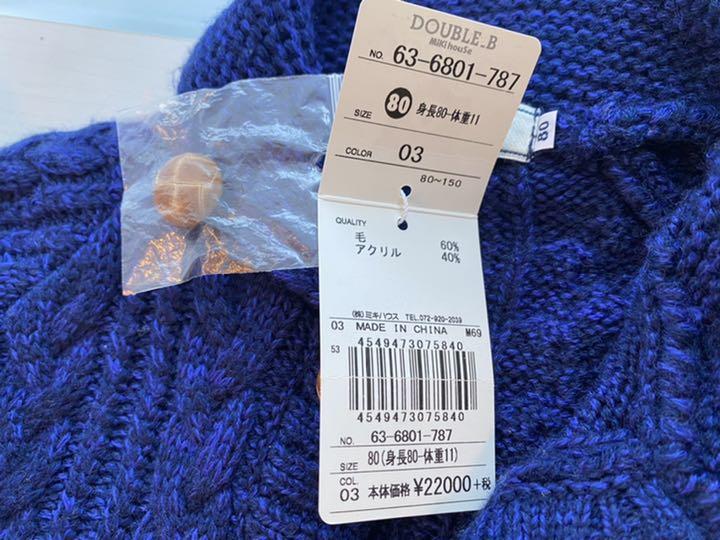 DOUBLE_B
MiKi houSe
NO. 63-6801-787
SIZE 80 身長80-体重11
COLOR 03
80~150
80
QUALITY
毛 60%
アクリル 40%
(株)ミキハウス TEL.072-920-2039
03 MADE IN CHINA M69
53
4549473075840
4549473075840
NO. 63-6801-787
SIZE 80(身長80-体重11)
COL. 03 本体価格 ¥22000+税